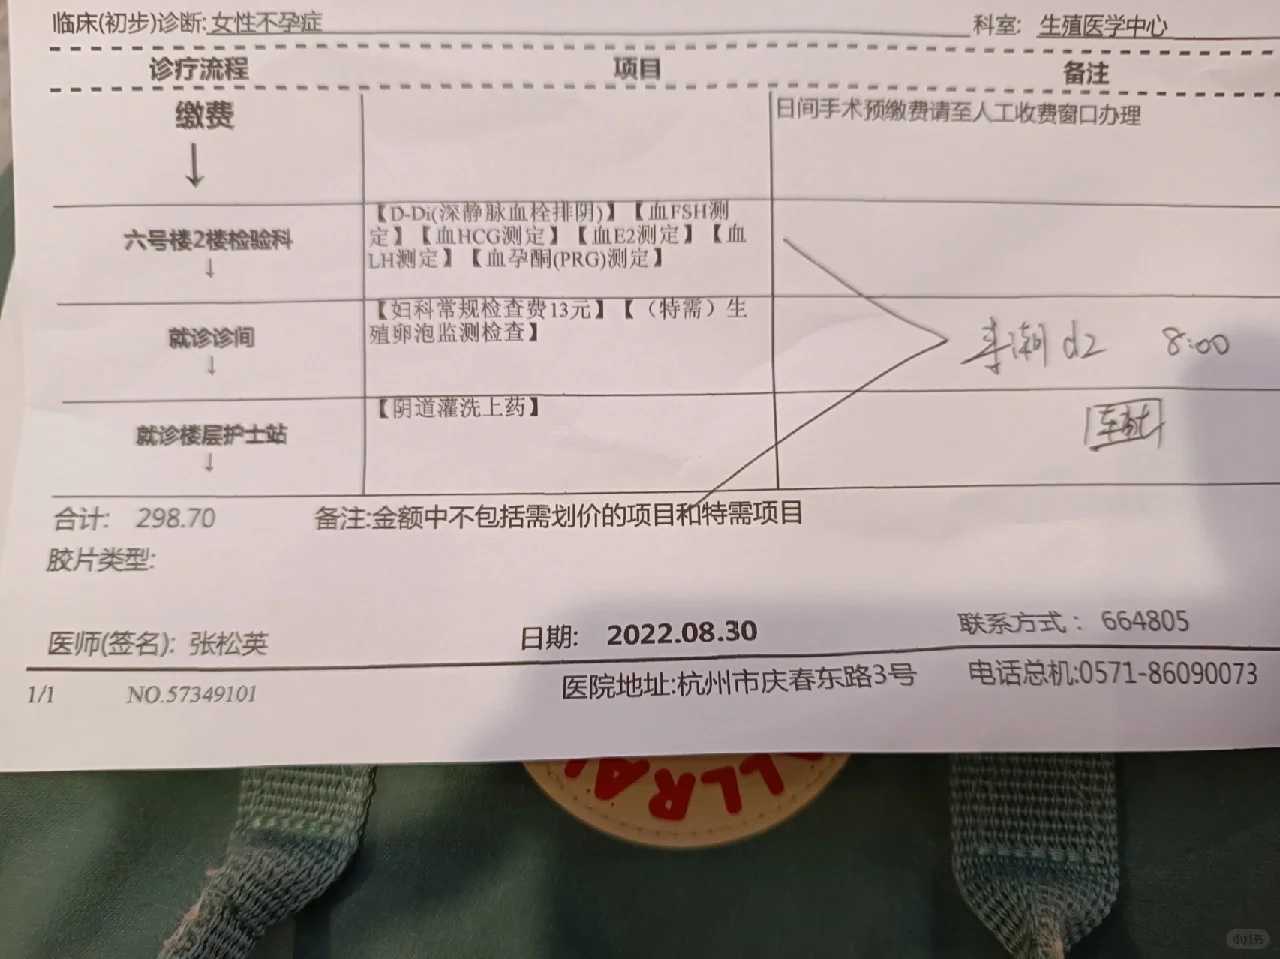 临床(初步)诊断:女性不孕症 科室: 生殖医学中心
诊疗流程 项目 备注
缴费 日间手术预缴费请至人工收费窗口办理
↓
【D-Di(深静脉血栓排阴)】【血FSH测
六号楼2楼检验科 定】【血HCG测定】【血E2测定】【血
↓ LH测定】【血孕酮(PRG)测定】
【妇科常规检查费13元】【（特需）生
就诊诊间 殖卵泡监测检查】
↓ 来潮 d2 8:00
【阴道灌洗上药】
就诊楼层护士站
↓
合计: 298.70 备注:金额中不包括需划价的项目和特需项目
胶片类型:
医师(签名): 张松英 日期: 2022.08.30 联系方式： 664805
1/1 NO.57349101 医院地址:杭州市庆春东路3号 电话总机:0571-86090073
小红书